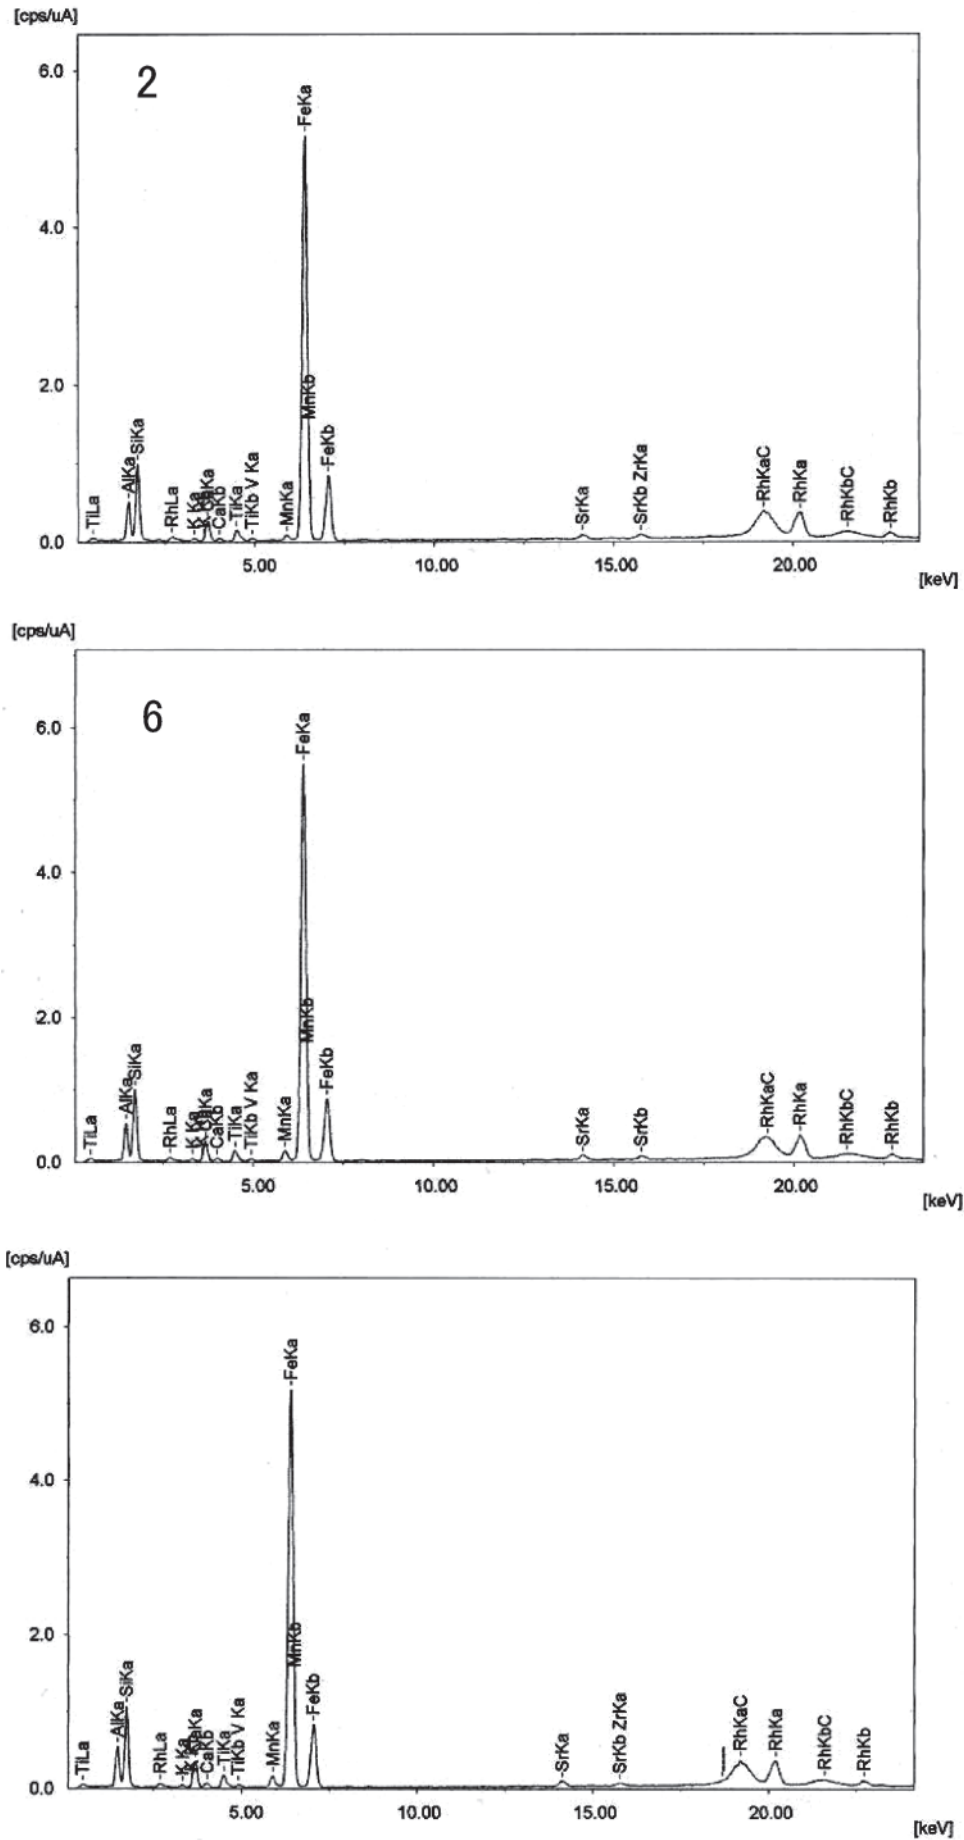 [cps/uA]
2
6.0
4.0
2.0
0.0
TiLa
AlKa
SiKa
RhLa
K Ka
CaKa
CaKb
TiKa
TiKb V Ka
MnKa
FeKa
MnKb
FeKb
SrKa
SrKb ZrKa
RhKaC
RhKa
RhKbC
RhKb
5.00 10.00 15.00 20.00
[keV]
[cps/uA]
6
6.0
4.0
2.0
0.0
TiLa
AlKa
SiKa
RhLa
K Ka
CaKa
CaKb
TiKa
TiKb V Ka
MnKa
FeKa
MnKb
FeKb
SrKa
SrKb
RhKaC
RhKa
RhKbC
RhKb
5.00 10.00 15.00 20.00
[keV]
[cps/uA]
6.0
4.0
2.0
0.0
TiLa
AlKa
SiKa
RhLa
K Ka
CaKa
CaKb
TiKa
TiKb V Ka
MnKa
FeKa
MnKb
FeKb
SrKa
SrKb ZrKa
RhKaC
RhKa
RhKbC
RhKb
5.00 10.00 15.00 20.00
[keV]